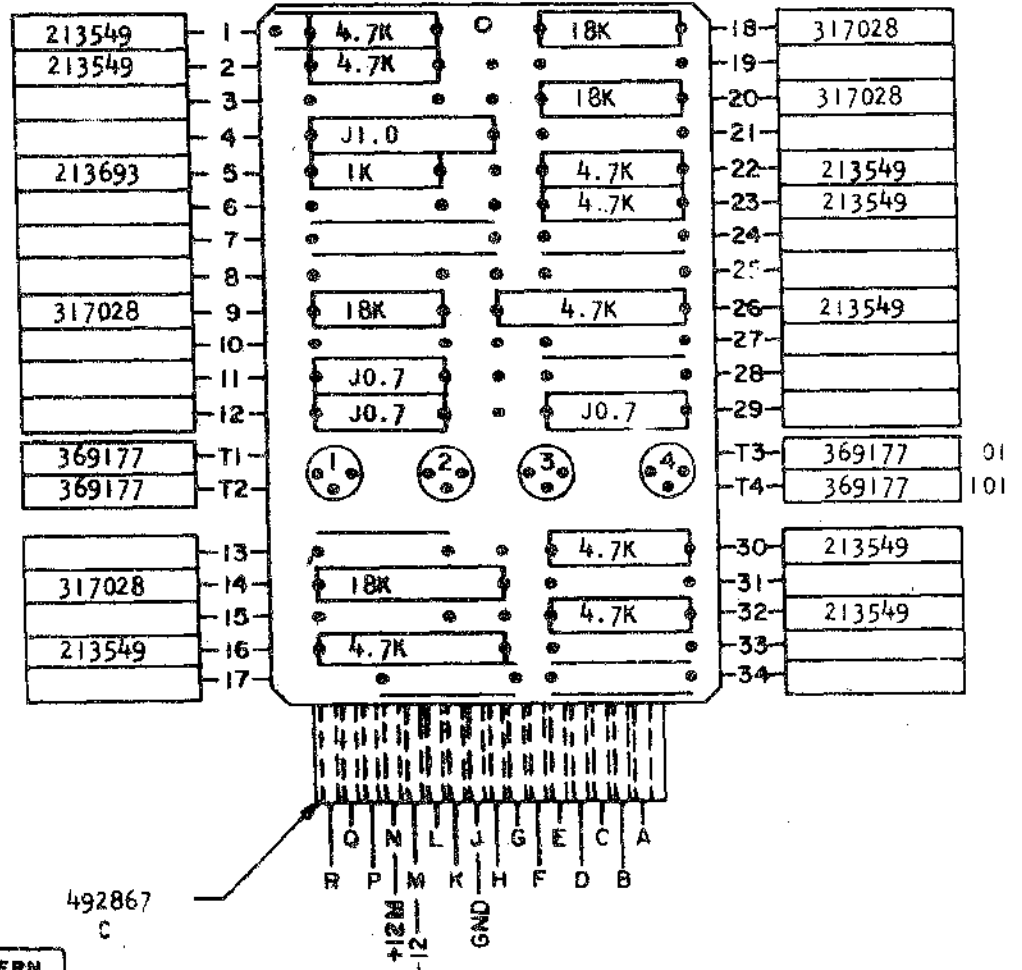 213549 1 4.7K 18K 18 317028
213549 2 4.7K 19
3 18K 20 317028
4 J1.0 21
213693 5 1K 4.7K 22 213549
6 4.7K 23 213549
7 24
8 25
317028 9 18K 4.7K 26 213549
10 27
11 J0.7 28
12 J0.7 J0.7 29
369177 T1 1 2 3 4 T3 369177 01
369177 T2 T4 369177 101
13 4.7K 30 213549
317028 14 18K 31
15 4.7K 32 213549
213549 16 4.7K 33
17 34
Q N L J G E C A
R P M K H F D B
+12M
-12
GND
492867
C